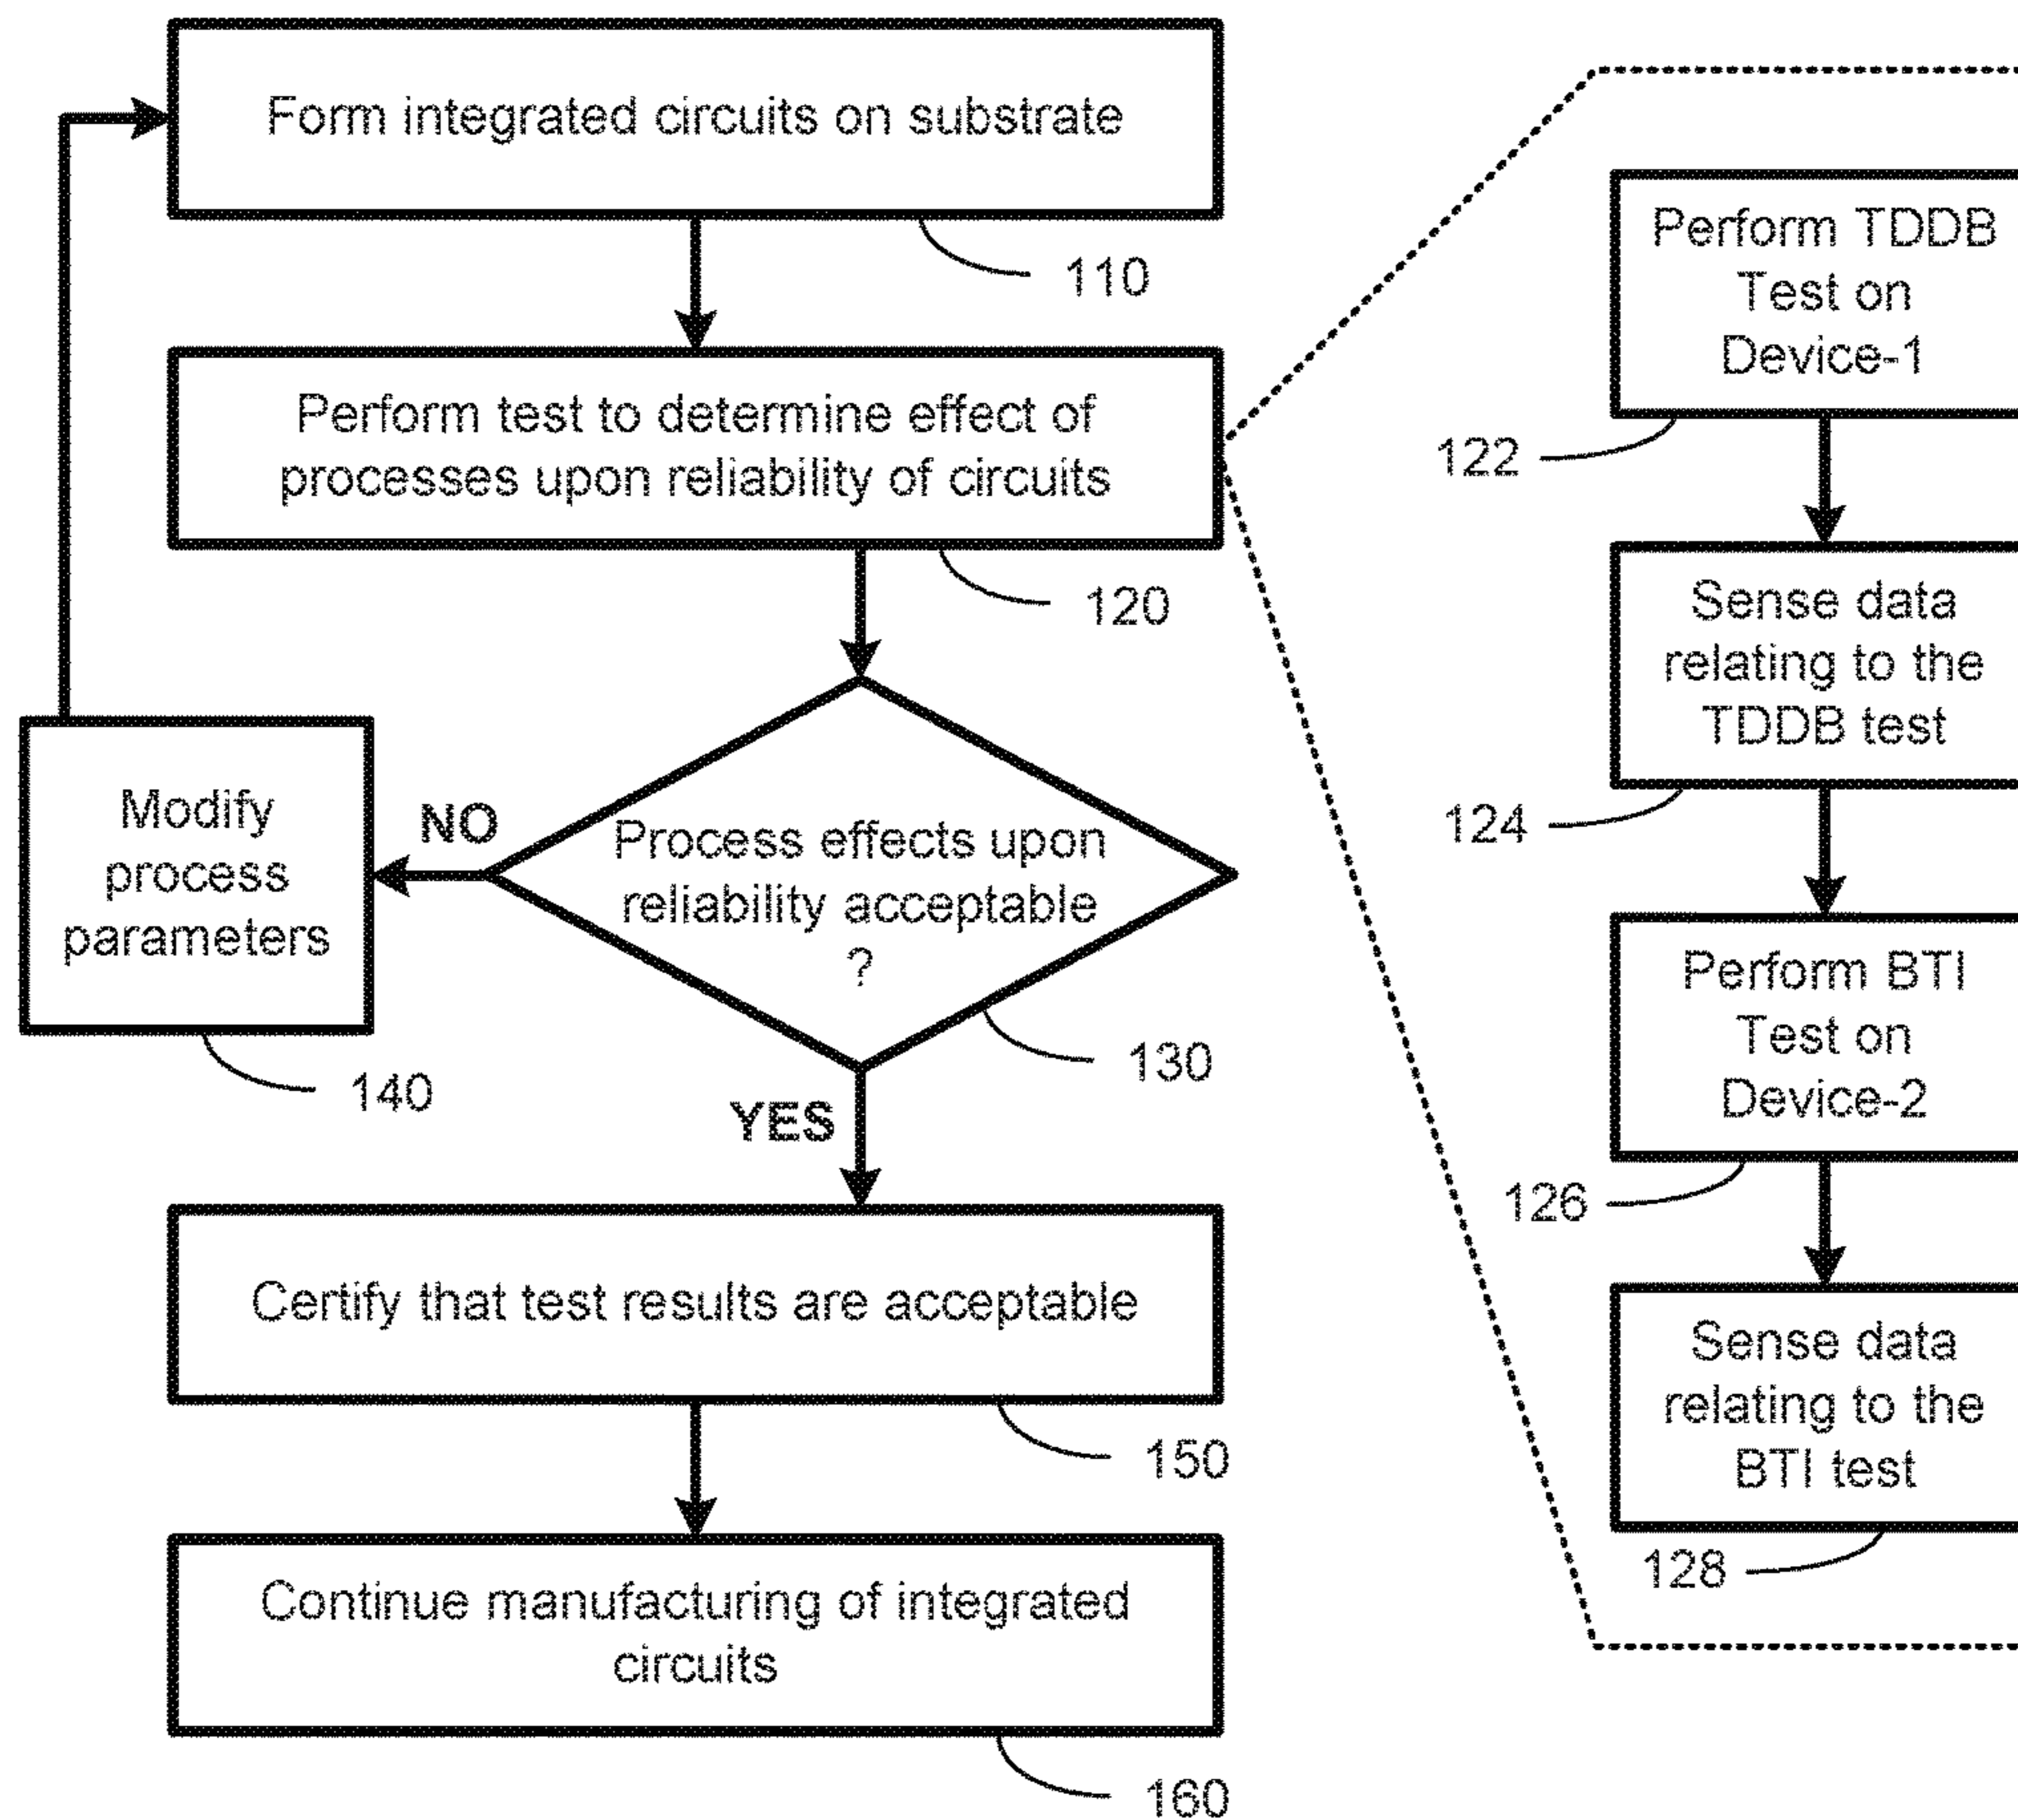 Form integrated circuits on substrate
110
Perform test to determine effect of
processes upon reliability of circuits
120
Process effects upon
reliability acceptable
?
130
NO
Modify
process
parameters
140
YES
Certify that test results are acceptable
150
Continue manufacturing of integrated
circuits
160
Perform TDDB
Test on
Device-1
122
Sense data
relating to the
TDDB test
124
Perform BTI
Test on
Device-2
126
Sense data
relating to the
BTI test
128